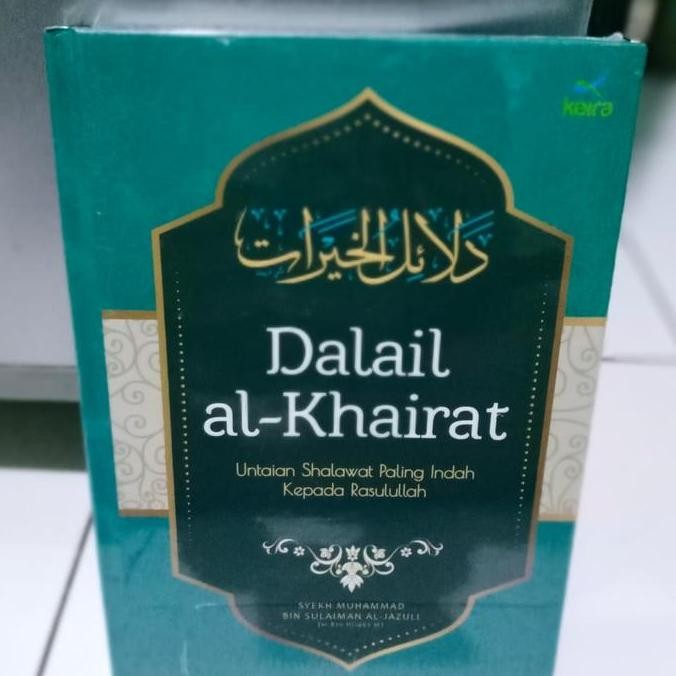 keira
دلائل الخيرات
Dalail
al-Khairat
Untaian Shalawat Paling Indah
Kepada Rasulullah
SYEKH MUHAMMAD
BIN SULAIMAN AL-JAZULI